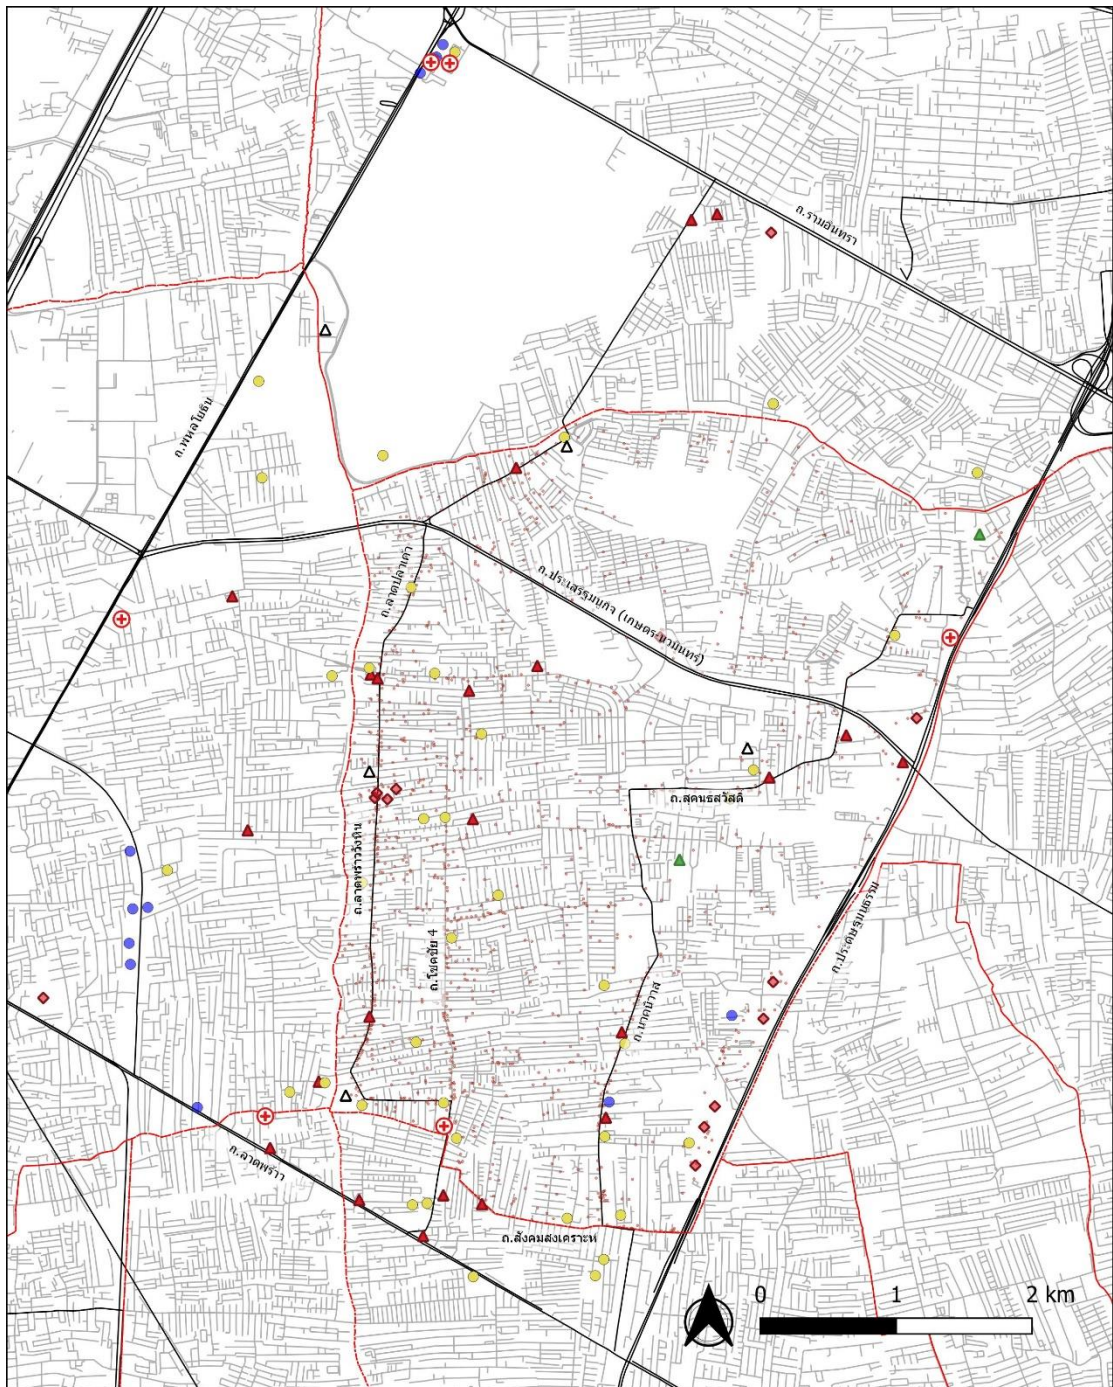 ถ.รามอินทรา
ถ.พหลโยธิน
ถ.ลาดปลาเค้า
ถ.ประเสริฐมนูกิจ (เกษตร-นวมินทร์)
ถ.สุคนธสวัสดิ์
ถ.ลาดพร้าววังหิน
ถ.โชคชัย 4
ถ.ประดิษฐมนูธรรม
ถ.นาคนิวาส
ถ.ลาดพร้าว
ถ.สังคมสงเคราะห์
0 1 2 km